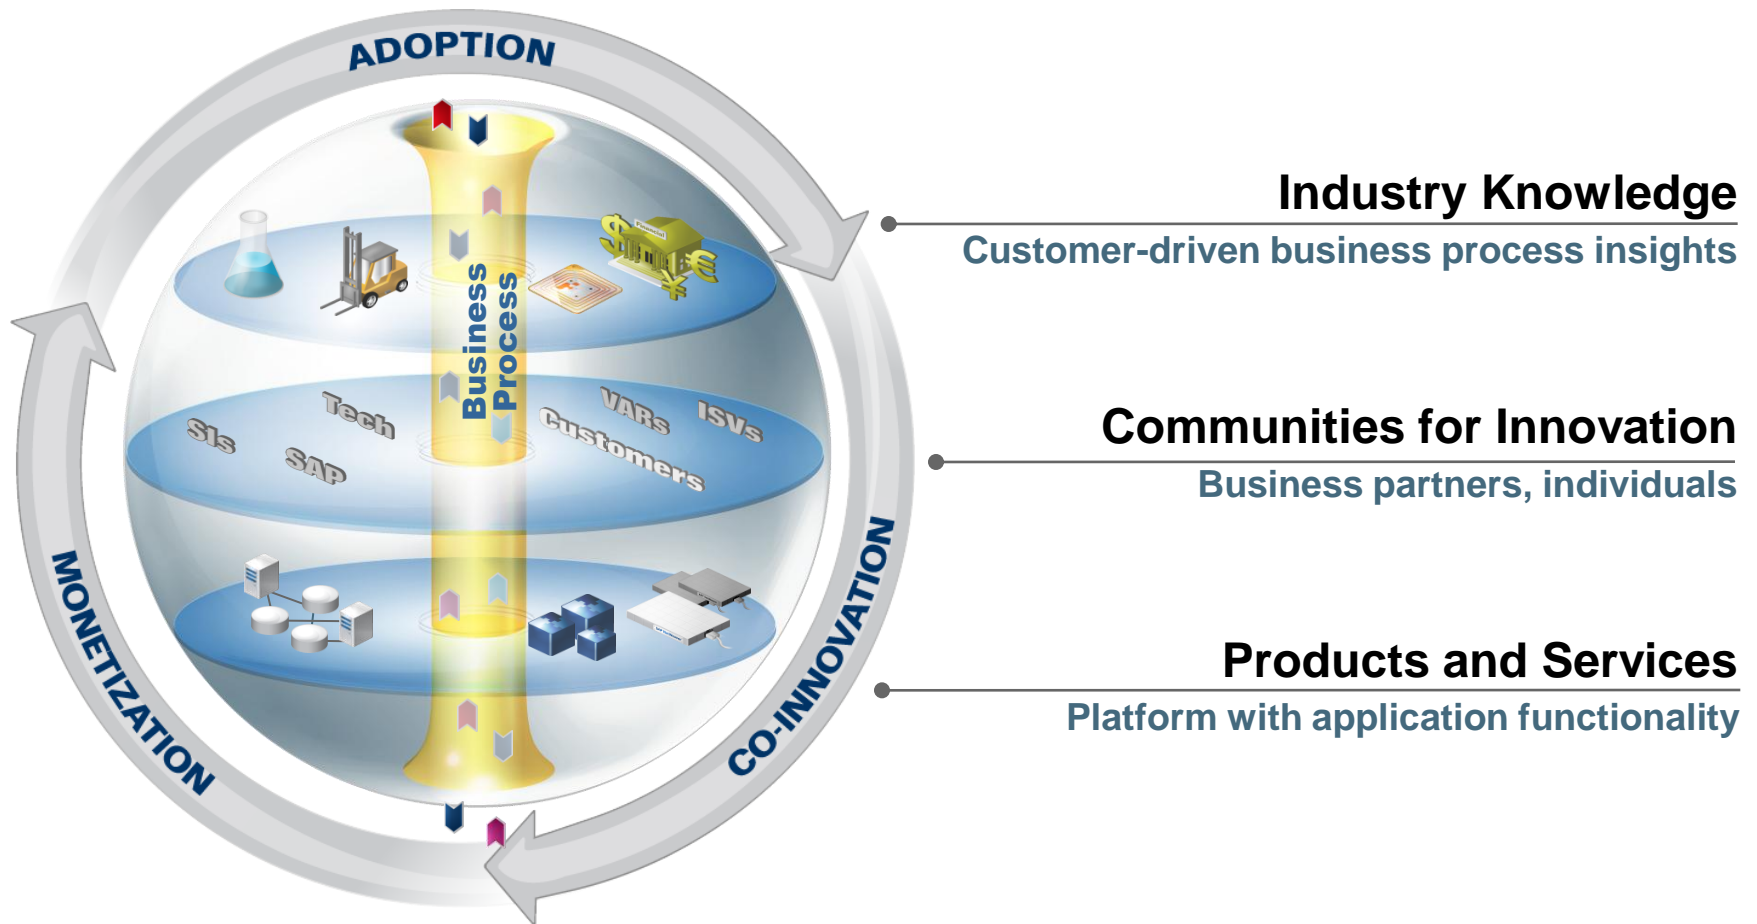 ADOPTION
Industry Knowledge
Customer-driven business process insights
Financial
Business
Process
Tech
VARs
ISVs
SIs
SAP
Customers
Communities for Innovation
Business partners, individuals
MONETIZATION
CO-INNOVATION
Products and Services
Platform with application functionality